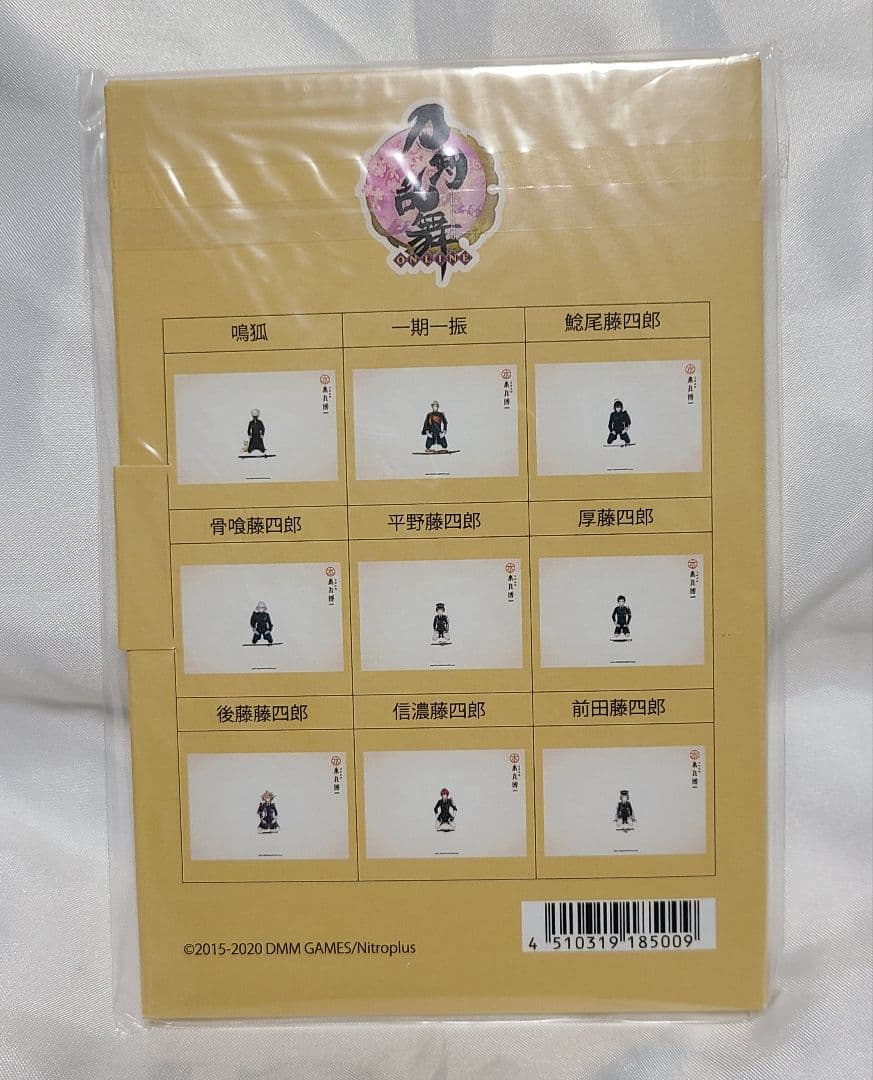 刀剣乱舞
ONLINE
鳴狐 一期一振 鯰尾藤四郎
骨喰藤四郎 平野藤四郎 厚藤四郎
後藤藤四郎 信濃藤四郎 前田藤四郎
©2015-2020 DMM GAMES/Nitroplus
4 510319 185009